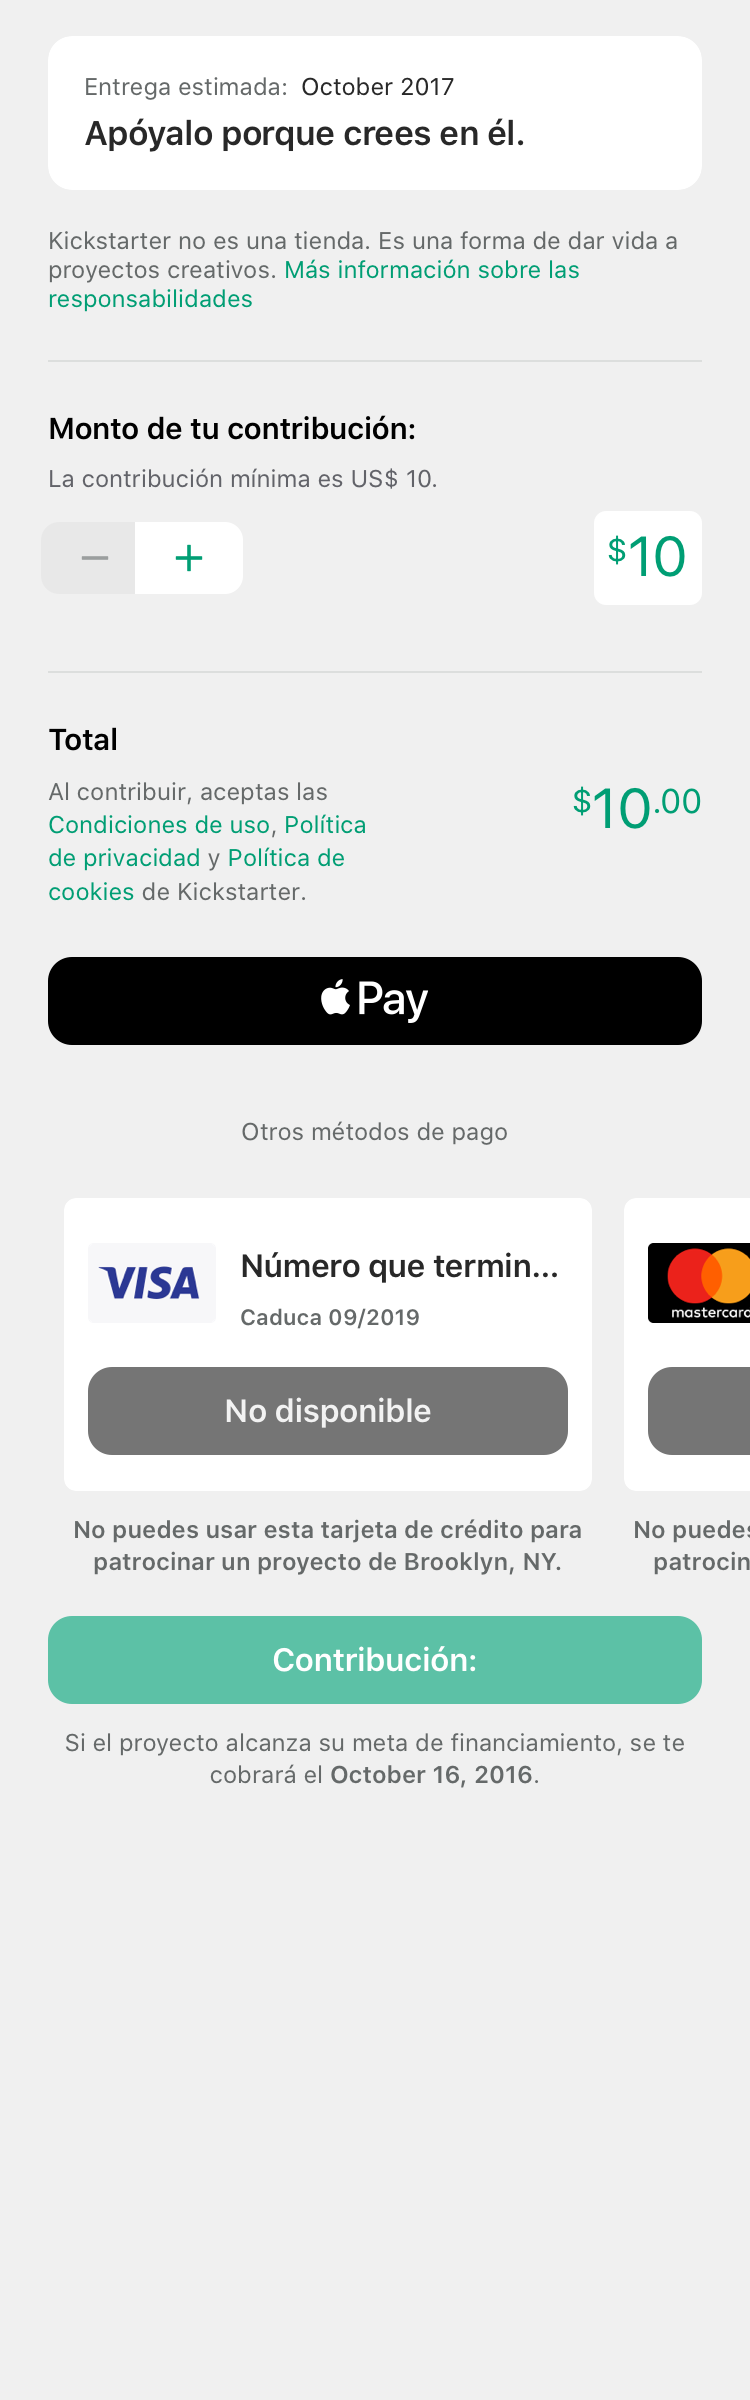 Entrega estimada: October 2017
Apóyalo porque crees en él.
Kickstarter no es una tienda. Es una forma de dar vida a
proyectos creativos. Más información sobre las
responsabilidades
Monto de tu contribución:
La contribución mínima es US$ 10.
− +
$10
Total
Al contribuir, aceptas las
Condiciones de uso, Política
de privacidad y Política de
cookies de Kickstarter.
$10.00
Pay
Otros métodos de pago
VISA
Número que termin...
Caduca 09/2019
No disponible
No puedes usar esta tarjeta de crédito para
patrocinar un proyecto de Brooklyn, NY.
mastercard
No puedes
patrocin
Contribución:
Si el proyecto alcanza su meta de financiamiento, se te
cobrará el October 16, 2016.